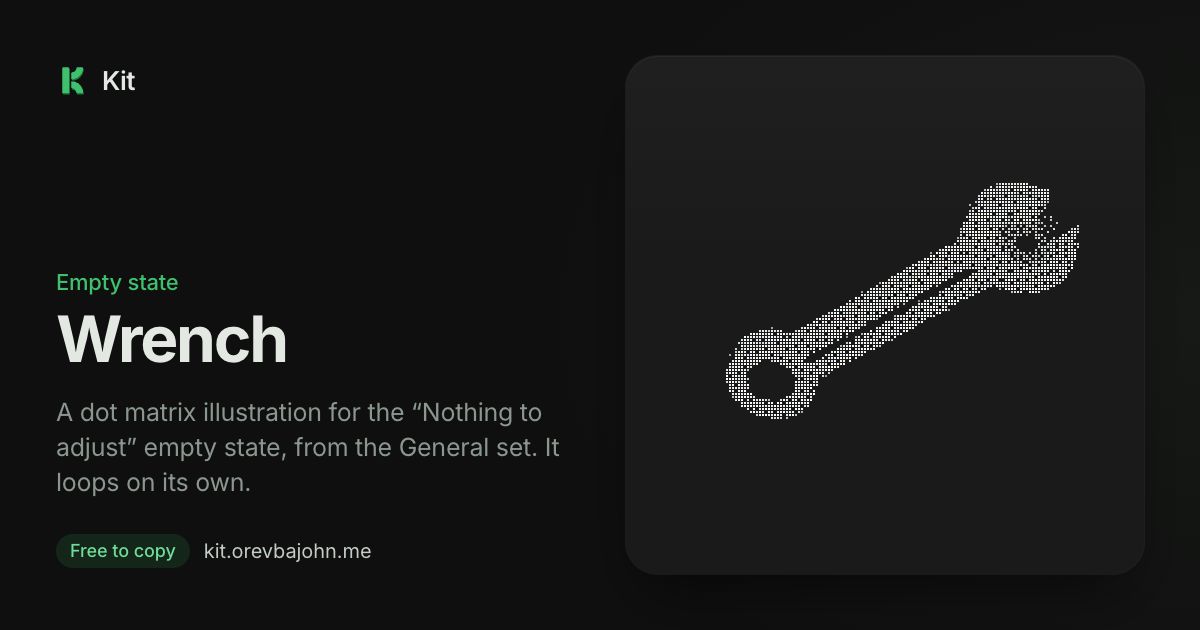 Kit
Empty state
Wrench
A dot matrix illustration for the “Nothing to
adjust” empty state, from the General set. It
loops on its own.
Free to copy
kit.orevbajohn.me